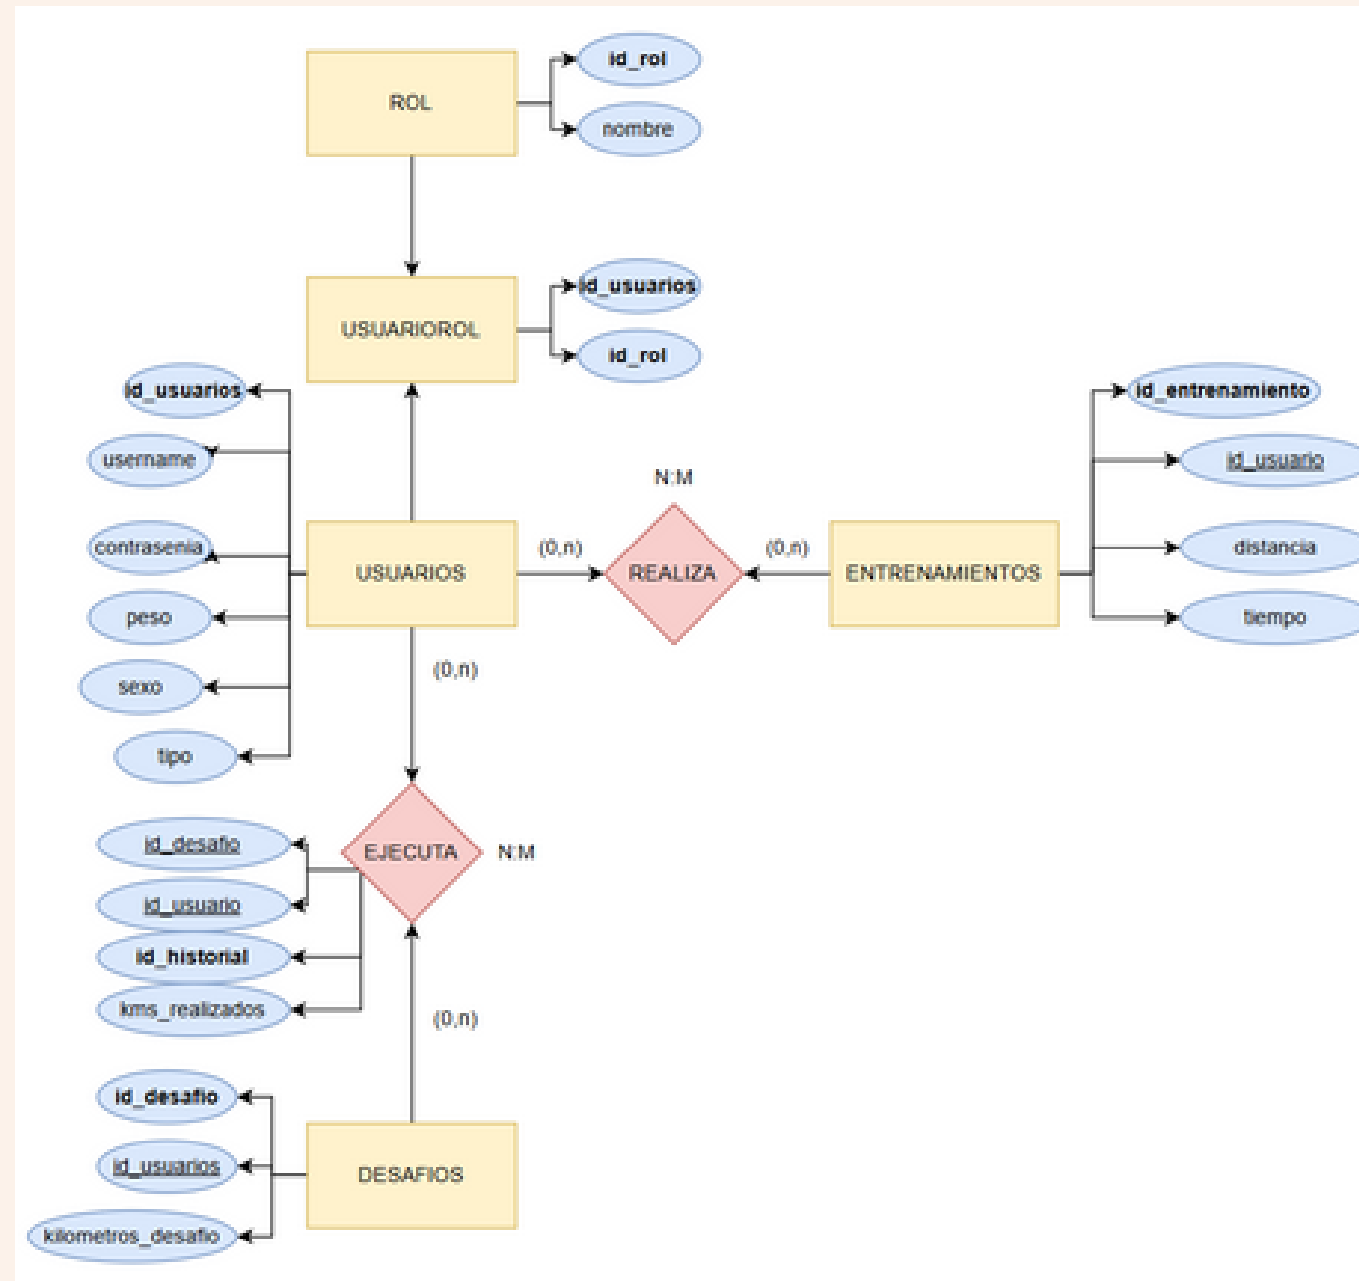 id_rol
ROL
nombre
id_usuarios
USUARIOROL
id_rol
id_usuarios
id_entrenamiento
username
id_usuario
N:M
contrasenia
(0,n)
(0,n)
distancia
USUARIOS
REALIZA
ENTRENAMIENTOS
peso
tiempo
(0,n)
sexo
tipo
id_desafio
EJECUTA
N:M
id_usuario
id_historial
kms_realizados
(0,n)
id_desafio
id_usuarios
DESAFIOS
kilometros_desafio